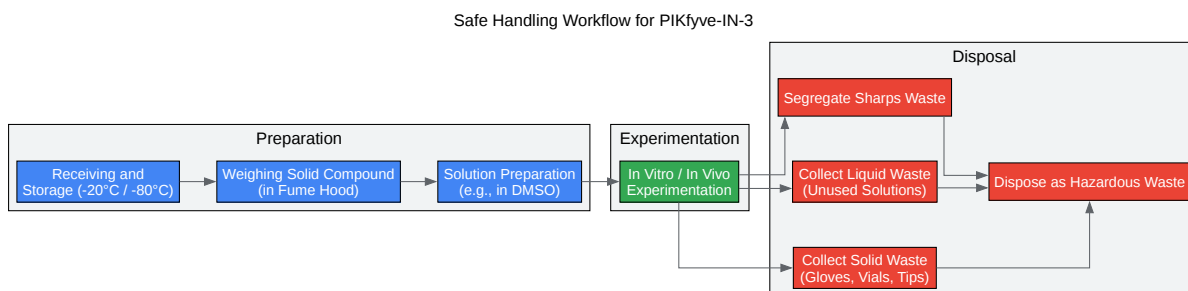 Safe Handling Workflow for PIKfyve-IN-3
Preparation
Receiving and
Storage (-20°C / -80°C)
Weighing Solid Compound
(in Fume Hood)
Solution Preparation
(e.g., in DMSO)
Experimentation
In Vitro / In Vivo
Experimentation
Disposal
Segregate Sharps Waste
Collect Liquid Waste
(Unused Solutions)
Collect Solid Waste
(Gloves, Vials, Tips)
Dispose as Hazardous Waste